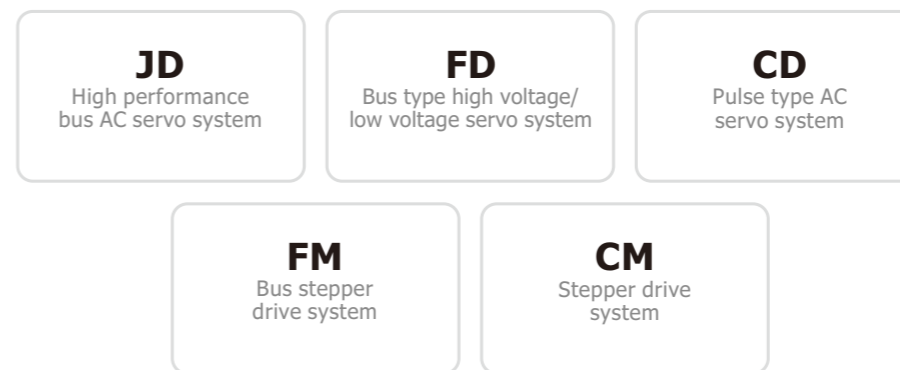 JD
High performance
bus AC servo system
FD
Bus type high voltage/
low voltage servo system
CD
Pulse type AC
servo system
FM
Bus stepper
drive system
CM
Stepper drive
system